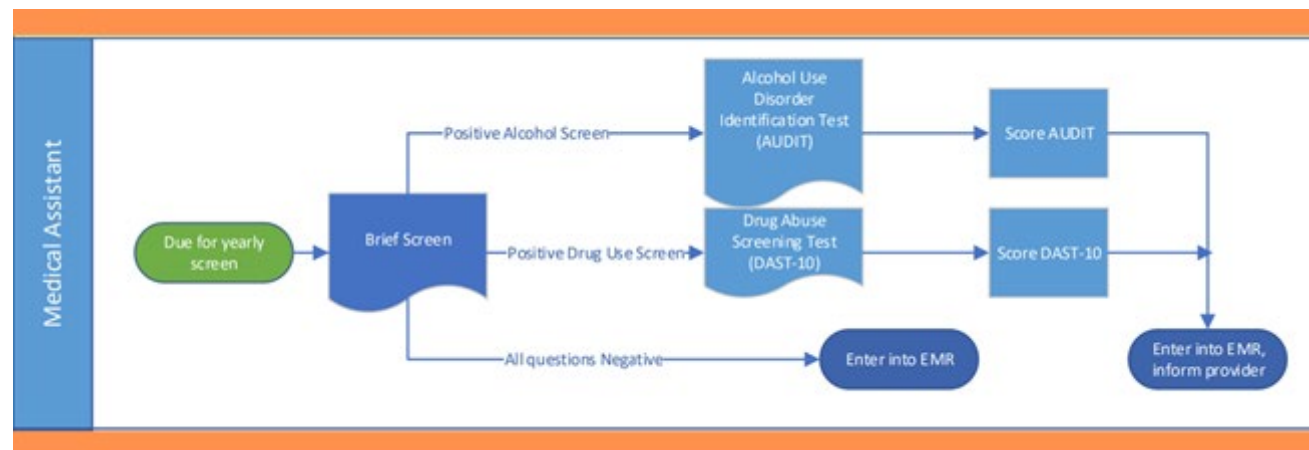 Medical Assistant
Due for yearly
screen
Brief Screen
Positive Alcohol Screen
Alcohol Use
Disorder
Identification Test
(AUDIT)
Score AUDIT
Positive Drug Use Screen
Drug Abuse
Screening Test
(DAST-10)
Score DAST-10
All questions Negative
Enter into EMR
Enter into EMR,
inform provider